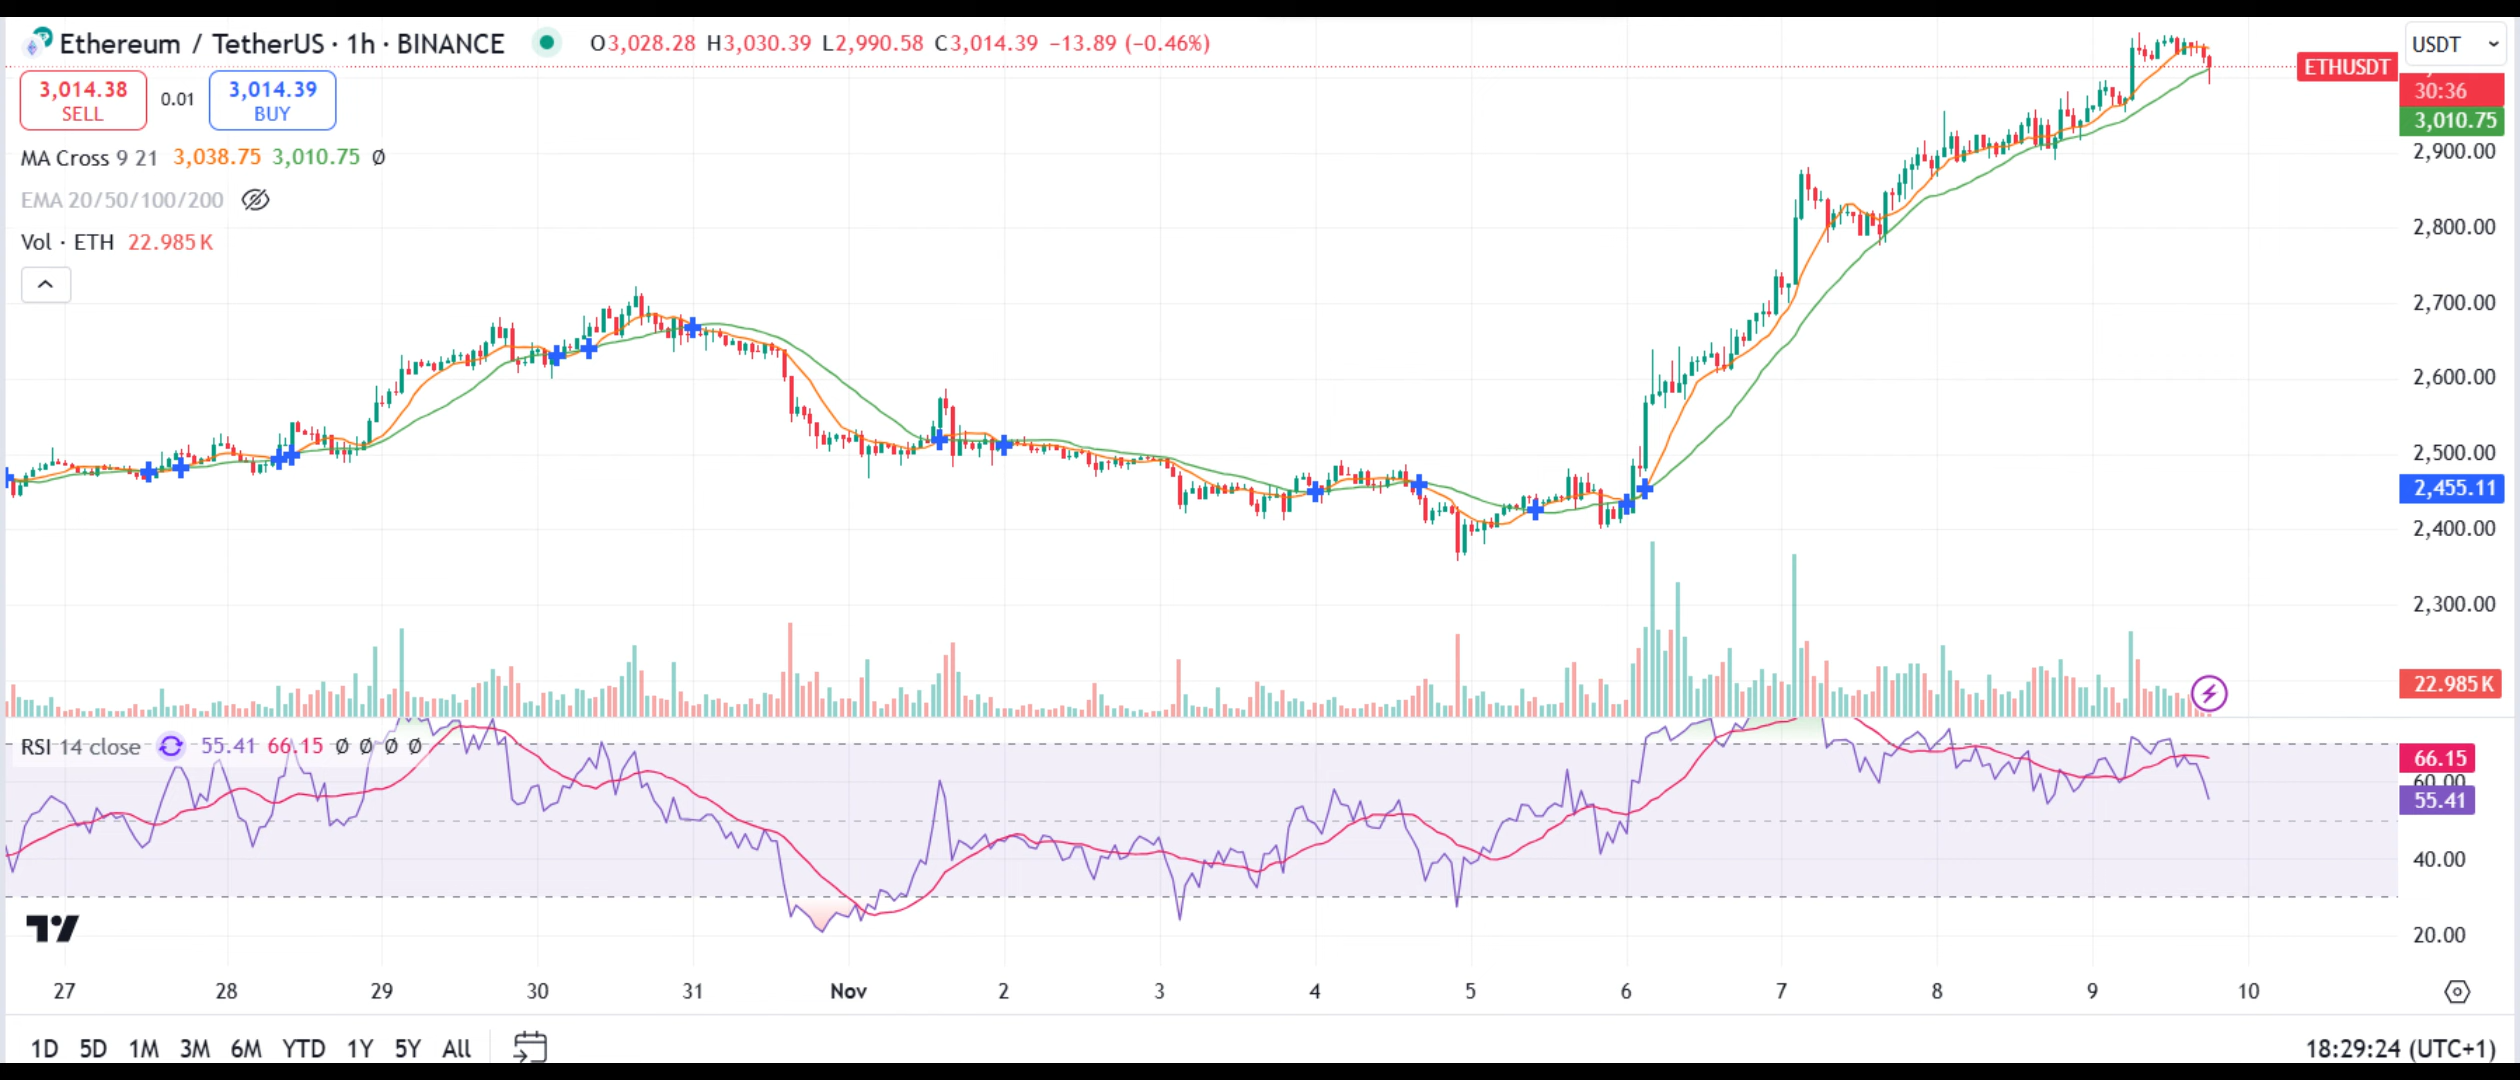 Ethereum / TetherUS · 1h · BINANCE O3,028.28 H3,030.39 L2,990.58 C3,014.39 −13.89 (−0.46%)
USDT
ETHUSDT
3,014.38 0.01 3,014.39
SELL BUY
30:36
3,010.75
MA Cross 9 21 3,038.75 3,010.75 Ø
2,900.00
EMA 20/50/100/200
2,800.00
Vol · ETH 22.985K
2,700.00
2,600.00
2,500.00
2,455.11
2,400.00
2,300.00
22.985K
RSI 14 close 55.41 66.15 Ø Ø Ø Ø
66.15
60.00
55.41
40.00
20.00
27 28 29 30 31 Nov 2 3 4 5 6 7 8 9 10
1D 5D 1M 3M 6M YTD 1Y 5Y All 18:29:24 (UTC+1)